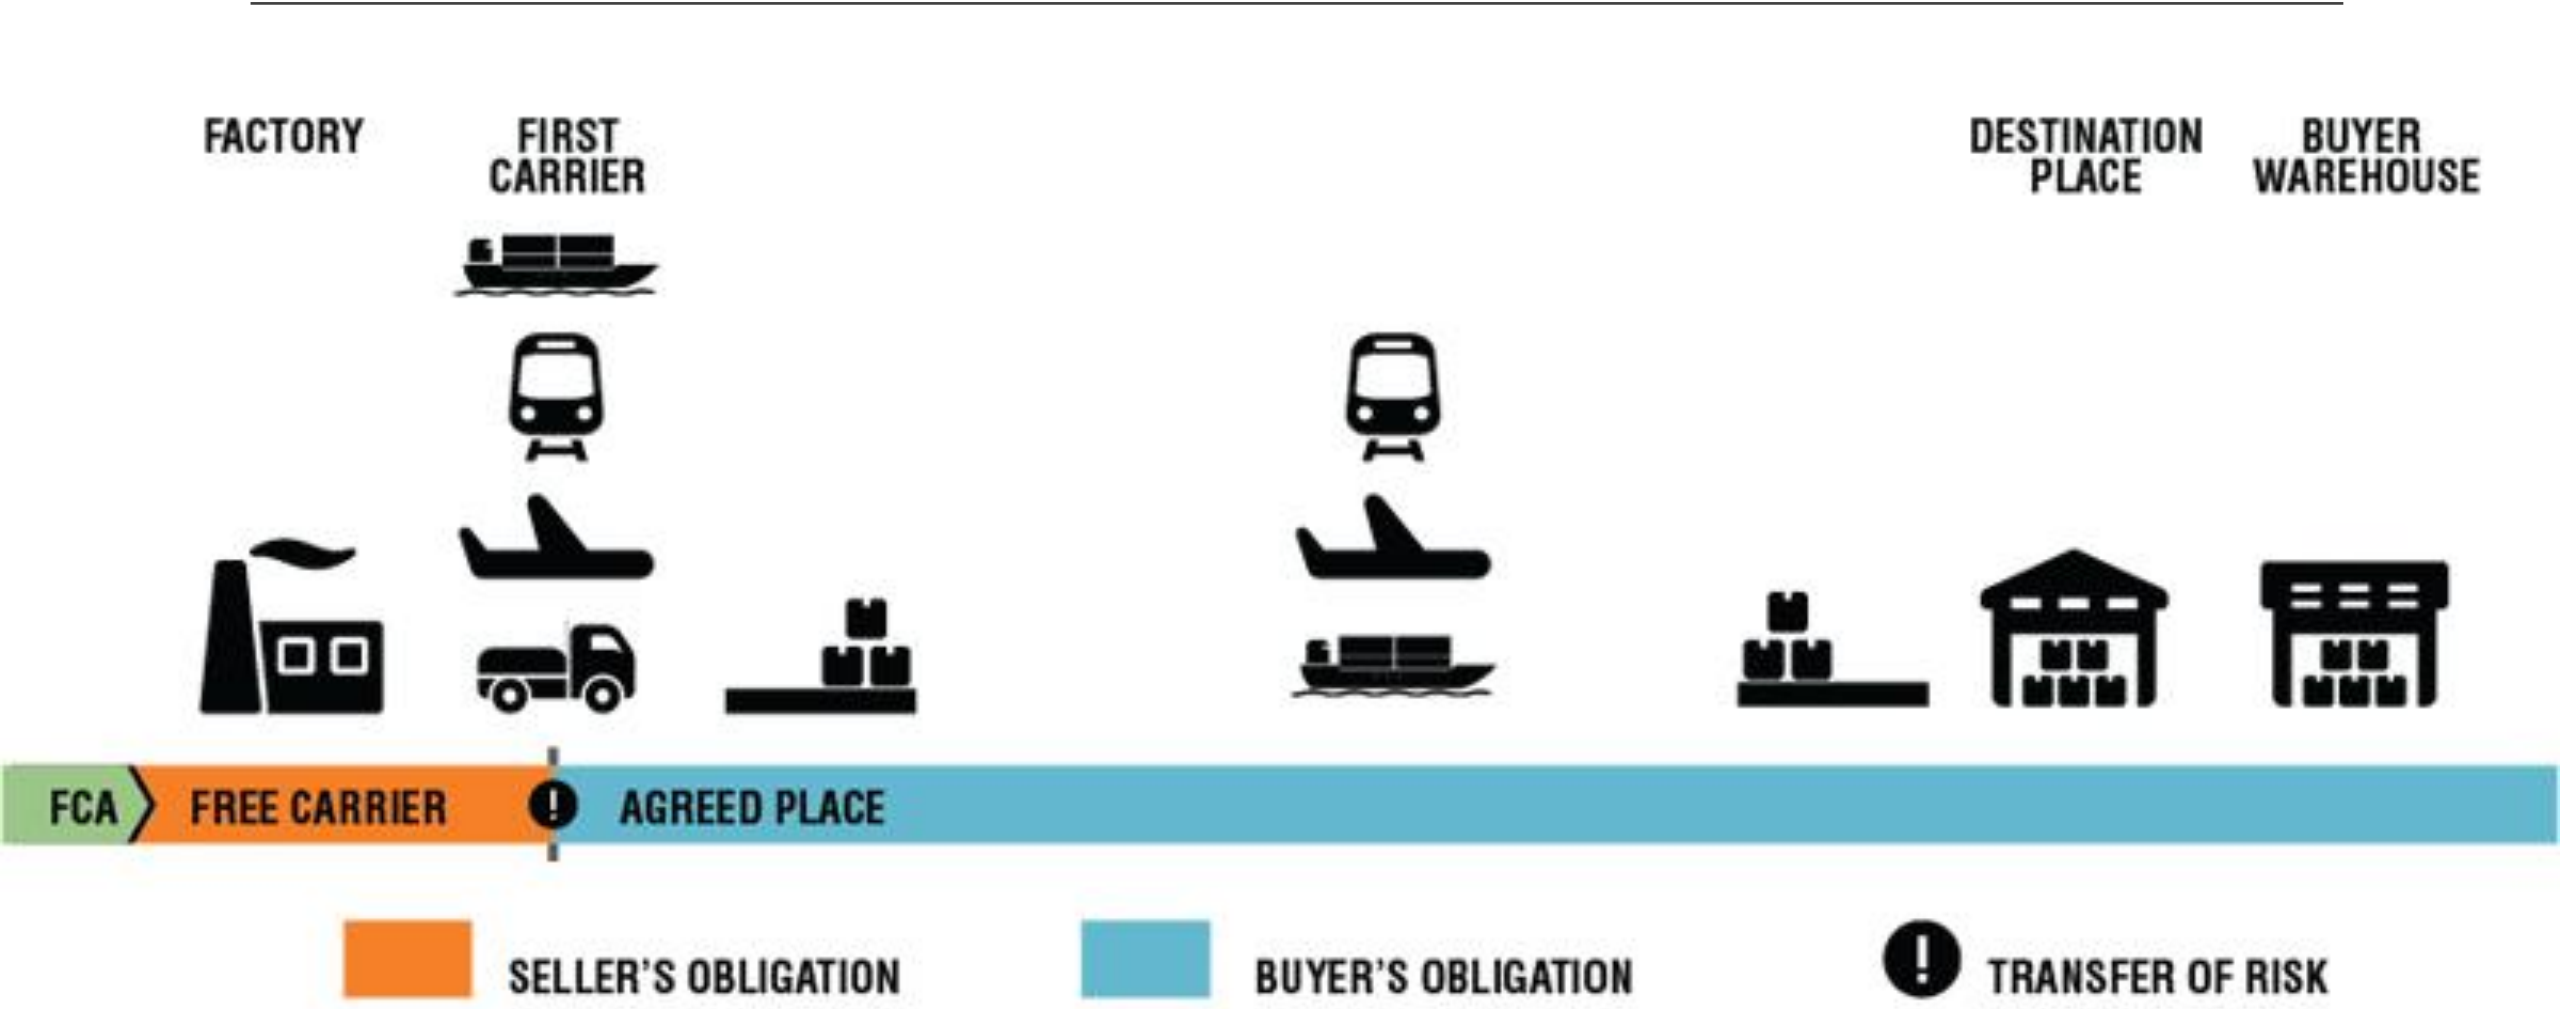 FACTORY
FIRST
CARRIER
DESTINATION
PLACE
BUYER
WAREHOUSE
FCA
FREE CARRIER
!
AGREED PLACE
SELLER'S OBLIGATION
BUYER'S OBLIGATION
!
TRANSFER OF RISK